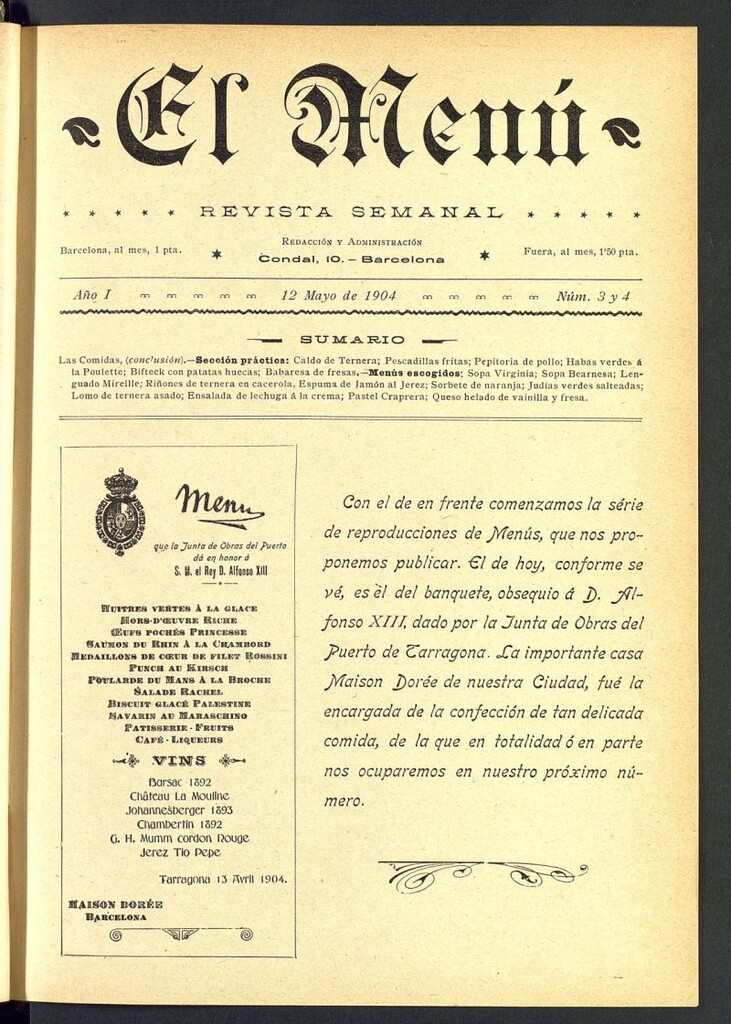 El Menú
REVISTA SEMANAL
Barcelona, al mes, 1 pta.
REDACCIÓN Y ADMINISTRACIÓN
Condal, 10. – Barcelona
Fuera, al mes, 1'50 pta.
Año I 12 Mayo de 1904 Núm. 3 y 4
SUMARIO
Las Comidas, (conclusión).—Sección práctica: Caldo de Ternera; Pescadillas fritas; Pepitoria de pollo; Habas verdes á
la Poulette; Bifteck con patatas huecas; Babaresa de fresas.—Menús escogidos: Sopa Virginia; Sopa Bearnesa; Len-
guado Mireille; Riñones de ternera en cacerola, Espuma de Jamón al Jerez; Sorbete de naranja; Judías verdes salteadas;
Lomo de ternera asado; Ensalada de lechuga á la crema; Pastel Craprera; Queso helado de vainilla y fresa.
Menu
que la Junta de Obras del Puerto
dá en honor á
S. M. el Rey D. Alfonso XIII
HUITRES VERTES À LA GLACE
HORS-D'ŒUVRE RICHE
ŒUFS POCHÉS PRINCESSE
SAUMON DU RHIN À LA CHAMBORD
MEDAILLONS DE CŒUR DE FILET ROSSINI
PUNCH AU KIRSCH
POULARDE DU MANS À LA BROCHE
SALADE RACHEL
BISCUIT GLACÉ PALESTINE
SAVARIN AU MARASCHINO
PATISSERIE - FRUITS
CAFÉ - LIQUEURS
VINS
Barsac 1892
Château La Mouline
Johannesberger 1893
Chambertin 1892
G. H. Mumm cordon Rouge
Jerez Tio Pepe
Tarragona 13 Avril 1904.
MAISON DORÉE
BARCELONA
Con el de en frente comenzamos la série
de reproducciones de Menús, que nos pro-
ponemos publicar. El de hoy, conforme se
vé, es él del banquete, obsequio á D. Al-
fonso XIII, dado por la Junta de Obras del
Puerto de Tarragona. La importante casa
Maison Dorée de nuestra Ciudad, fué la
encargada de la confección de tan delicada
comida, de la que en totalidad ó en parte
nos ocuparemos en nuestro próximo nú-
mero.